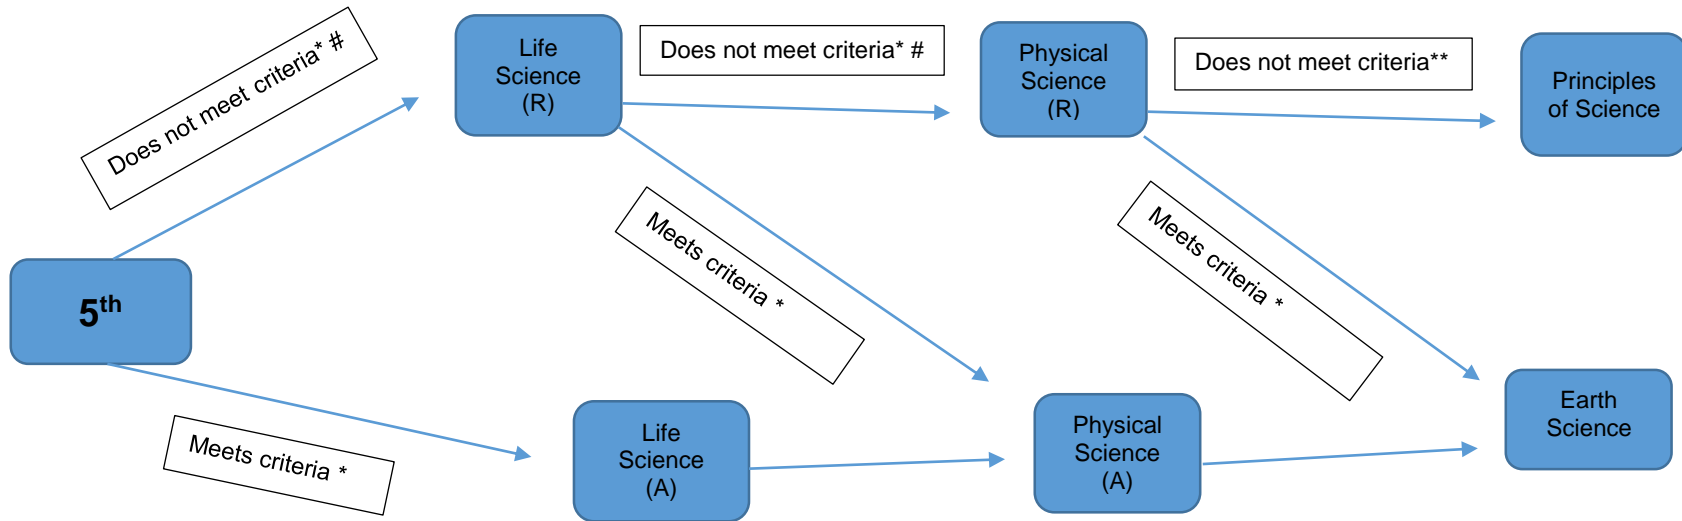 Does not meet criteria* #
Life
Science
(R)
Does not meet criteria* #
Physical
Science
(R)
Does not meet criteria**
Principles
of Science
5th
Meets criteria *
Meets criteria *
Meets criteria *
Life
Science
(A)
Physical
Science
(A)
Earth
Science